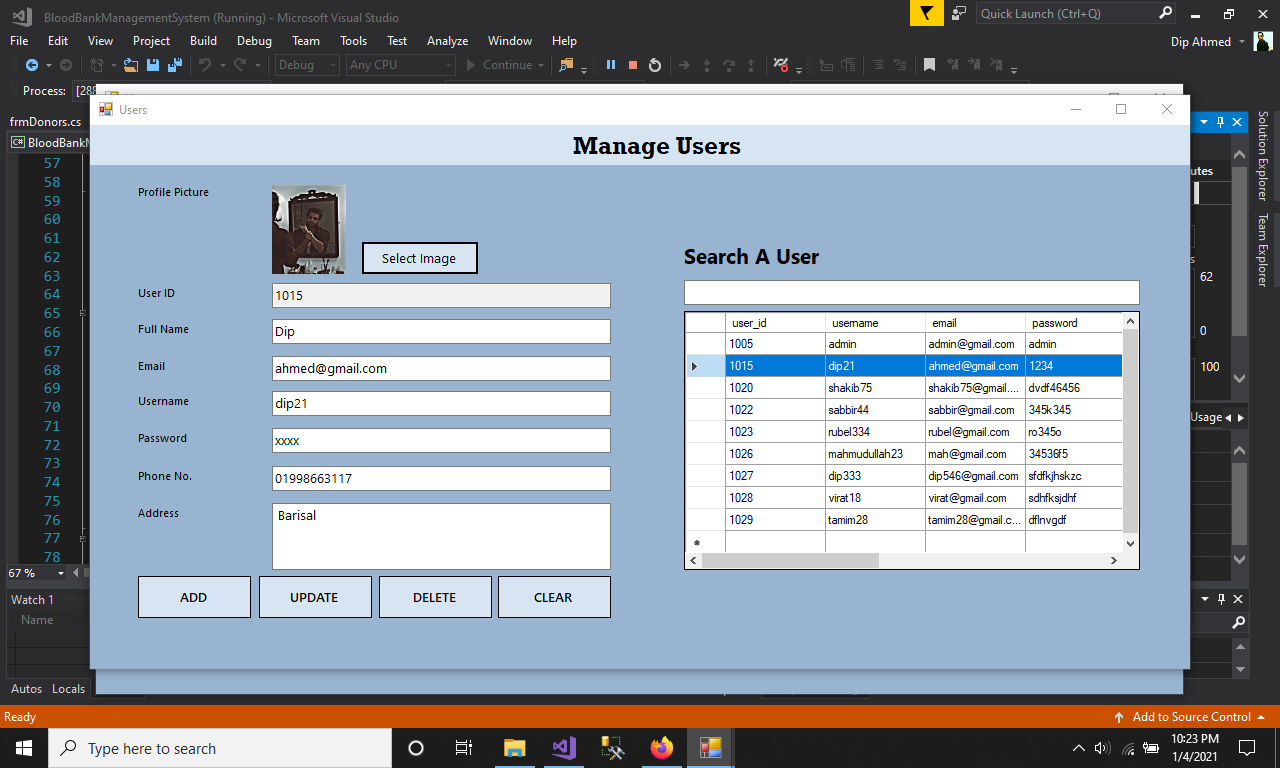 BloodBankManagementSystem (Running) - Microsoft Visual Studio
Quick Launch (Ctrl+Q)
File Edit View Project Build Debug Team Tools Test Analyze Window Help
Dip Ahmed
Debug Any CPU Continue
Process: [288
Users
frmDonors.cs
BloodBankM
Manage Users
57
58
59
60
61
62
63
64
65
66
67
68
69
70
71
72
73
74
75
76
77
78
67 %
Profile Picture
Select Image
User ID 1015
Full Name Dip
Email ahmed@gmail.com
Username dip21
Password xxxx
Phone No. 01998663117
Address Barisal
ADD UPDATE DELETE CLEAR
Search A User
user_id username email password
1005 admin admin@gmail.com admin
1015 dip21 ahmed@gmail.com 1234
1020 shakib75 shakib75@gmail.... dvdf46456
1022 sabbir44 sabbir@gmail.com 345k345
1023 rubel334 rubel@gmail.com ro345o
1026 mahmudullah23 mah@gmail.com 34536f5
1027 dip333 dip546@gmail.com sfdfkjhskzc
1028 virat18 virat@gmail.com sdhfksjdhf
1029 tamim28 tamim28@gmail.c... dflnvgdf
utes
s
62
0
100
Usage
Solution Explorer
Team Explorer
Watch 1
Name
Autos Locals
Ready
Add to Source Control
Type here to search
10:23 PM
1/4/2021